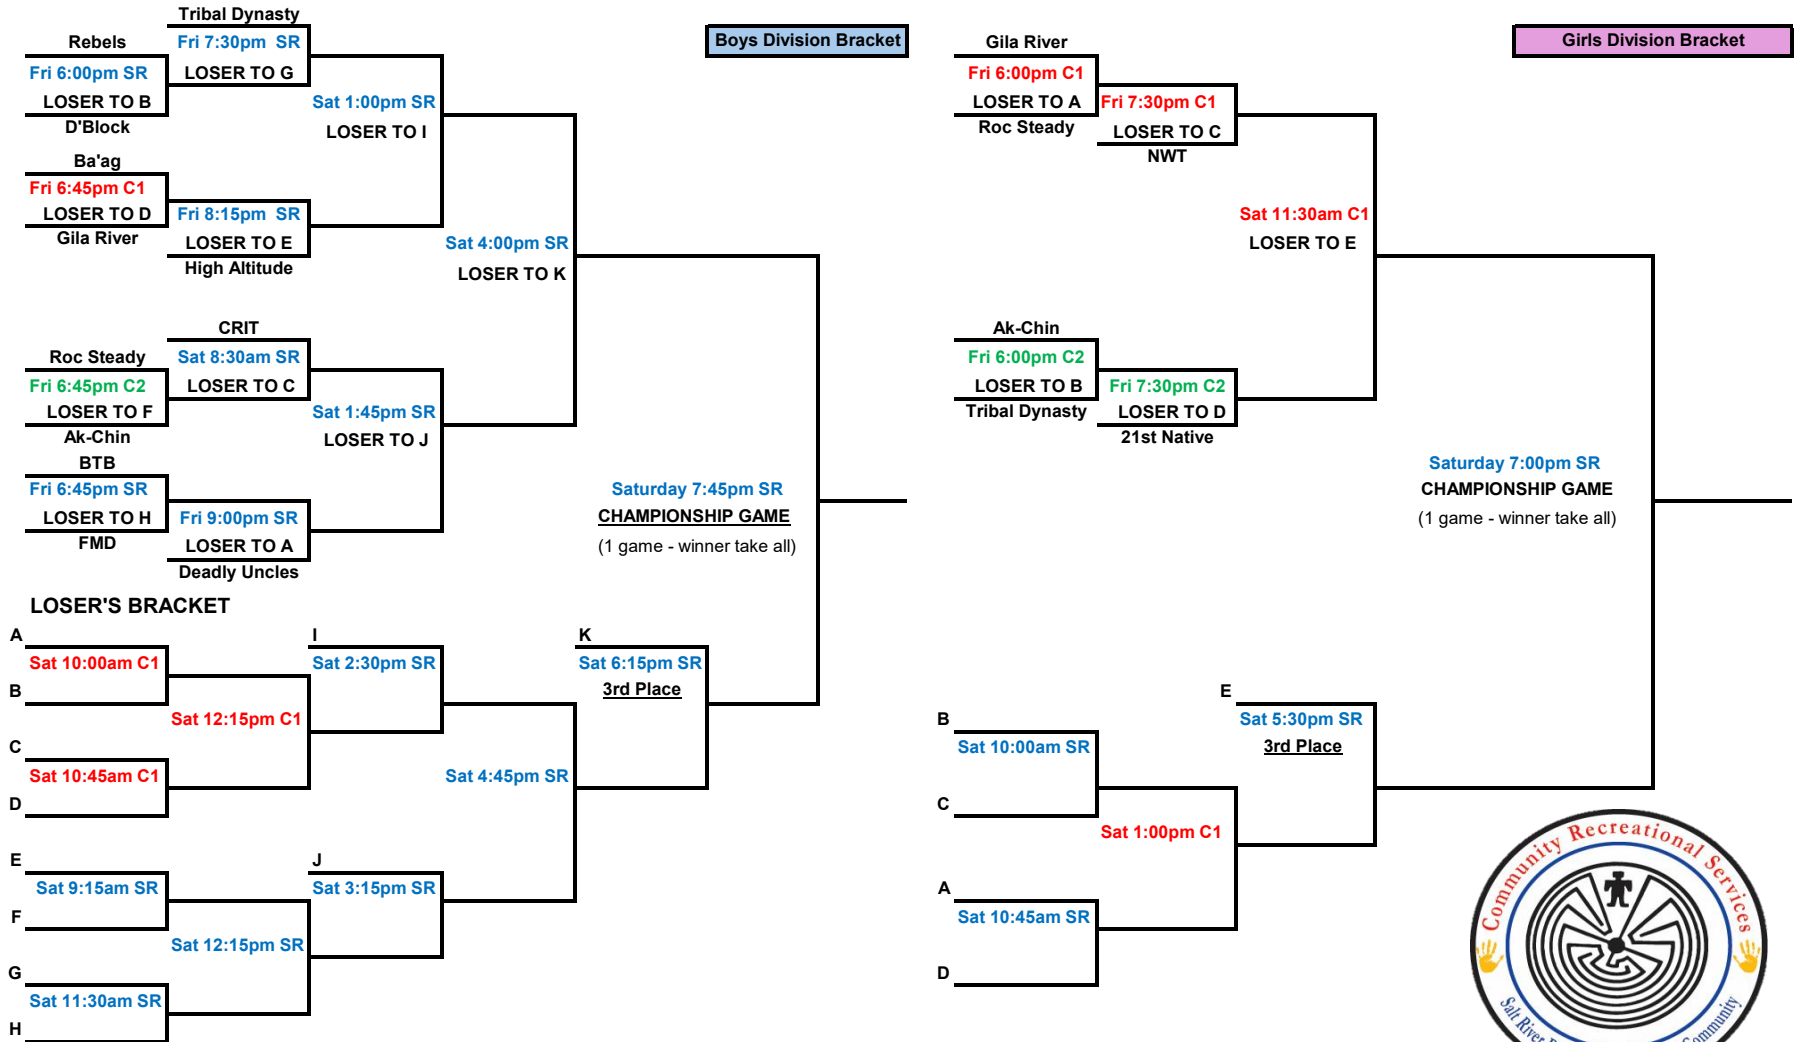 Boys Division Bracket
Tribal Dynasty
Rebels
Fri 7:30pm  SR
Fri 6:00pm SR
LOSER TO G
LOSER TO B
D'Block
Sat 1:00pm SR
LOSER TO I
Ba'ag
Fri 6:45pm C1
LOSER TO D
Gila River
Fri 8:15pm  SR
LOSER TO E
High Altitude
Sat 4:00pm SR
LOSER TO K
CRIT
Roc Steady
Sat 8:30am SR
Fri 6:45pm C2
LOSER TO C
LOSER TO F
Ak-Chin
Sat 1:45pm SR
LOSER TO J
BTB
Fri 6:45pm SR
LOSER TO H
FMD
Fri 9:00pm SR
LOSER TO A
Deadly Uncles
Saturday 7:45pm SR
CHAMPIONSHIP GAME
(1 game - winner take all)
LOSER'S BRACKET
A
Sat 10:00am C1
B
Sat 12:15pm C1
C
Sat 10:45am C1
D
I
Sat 2:30pm SR
K
Sat 6:15pm SR
3rd Place
Sat 4:45pm SR
E
Sat 9:15am SR
F
J
Sat 3:15pm SR
Sat 12:15pm SR
G
Sat 11:30am SR
H
Girls Division Bracket
Gila River
Fri 6:00pm C1
LOSER TO A
Roc Steady
Fri 7:30pm C1
LOSER TO C
NWT
Sat 11:30am C1
LOSER TO E
Ak-Chin
Fri 6:00pm C2
LOSER TO B
Tribal Dynasty
Fri 7:30pm C2
LOSER TO D
21st Native
Saturday 7:00pm SR
CHAMPIONSHIP GAME
(1 game - winner take all)
E
Sat 5:30pm SR
3rd Place
B
Sat 10:00am SR
C
Sat 1:00pm C1
A
Sat 10:45am SR
D
Community Recreational Services
Salt River
Community